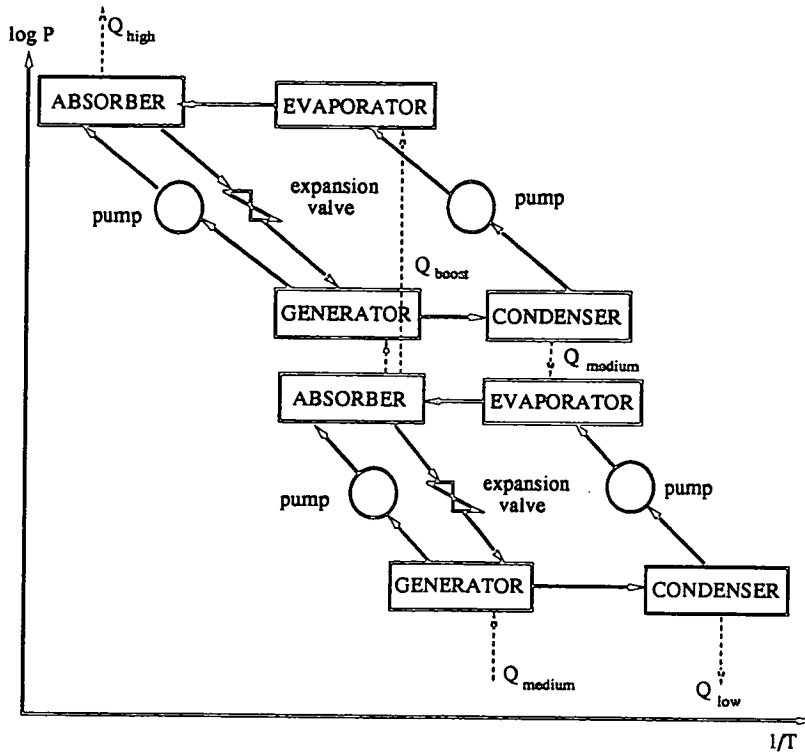 log P
Q high
ABSORBER
EVAPORATOR
expansion
valve
pump
pump
Q boost
GENERATOR
CONDENSER
Q modium
ABSORBER
EVAPORATOR
pump
expansion
valve
pump
GENERATOR
CONDENSER
Q medium
Q low
1/T